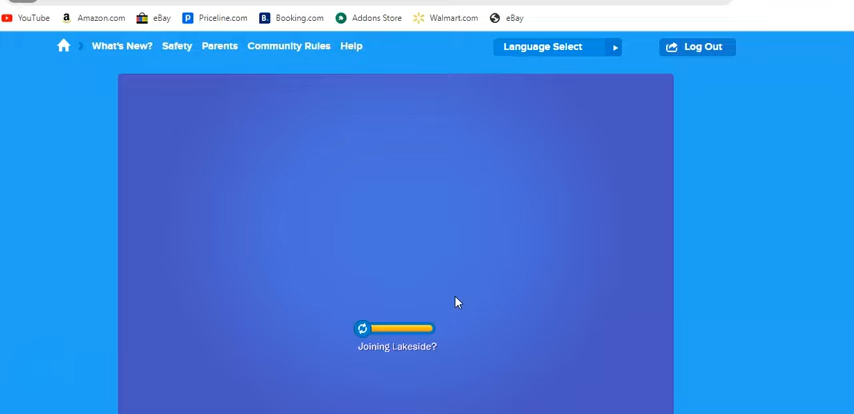 YouTube Amazon.com eBay Priceline.com Booking.com Addons Store Walmart.com eBay
What's New? Safety Parents Community Rules Help Language Select Log Out
Joining Lakeside?